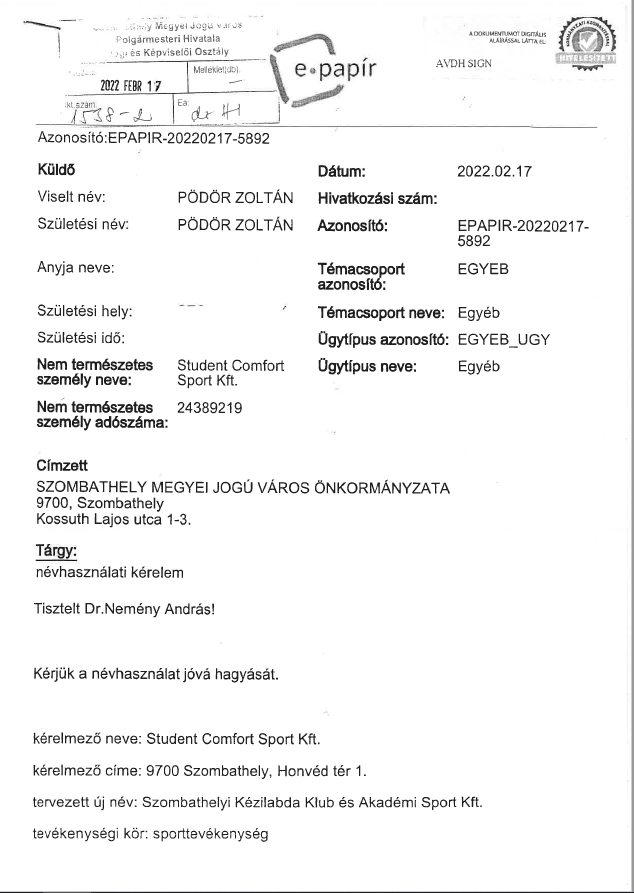 Megyei Jogú Város
Polgármesteri Hivatala
és Képviselői Osztály
2022 FEBR 17
Melléklet(db).
Ikt.szám:
1538-2
Ea:
dr H
e.papír
A DOKUMENTUMOT DIGITÁLIS
ALÁÍRÁSSAL LÁTTA EL:
AVDH SIGN
HITELESÍTETT
Azonosító:EPAPIR-20220217-5892
Küldő
Viselt név: PÖDÖR ZOLTÁN
Születési név: PÖDÖR ZOLTÁN
Anyja neve:
Születési hely:
Születési idő:
Nem természetes Student Comfort
személy neve: Sport Kft.
Nem természetes 24389219
személy adószáma:
Dátum: 2022.02.17
Hivatkozási szám:
Azonosító: EPAPIR-20220217-
5892
Témacsoport EGYEB
azonosító:
Témacsoport neve: Egyéb
Ügytípus azonosító: EGYEB_UGY
Ügytípus neve: Egyéb
Címzett
SZOMBATHELY MEGYEI JOGÚ VÁROS ÖNKORMÁNYZATA
9700, Szombathely
Kossuth Lajos utca 1-3.
Tárgy:
névhasználati kérelem
Tisztelt Dr.Nemény András!
Kérjük a névhasználat jóvá hagyását.
kérelmező neve: Student Comfort Sport Kft.
kérelmező címe: 9700 Szombathely, Honvéd tér 1.
tervezett új név: Szombathelyi Kézilabda Klub és Akadémi Sport Kft.
tevékenységi kör: sporttevékenység